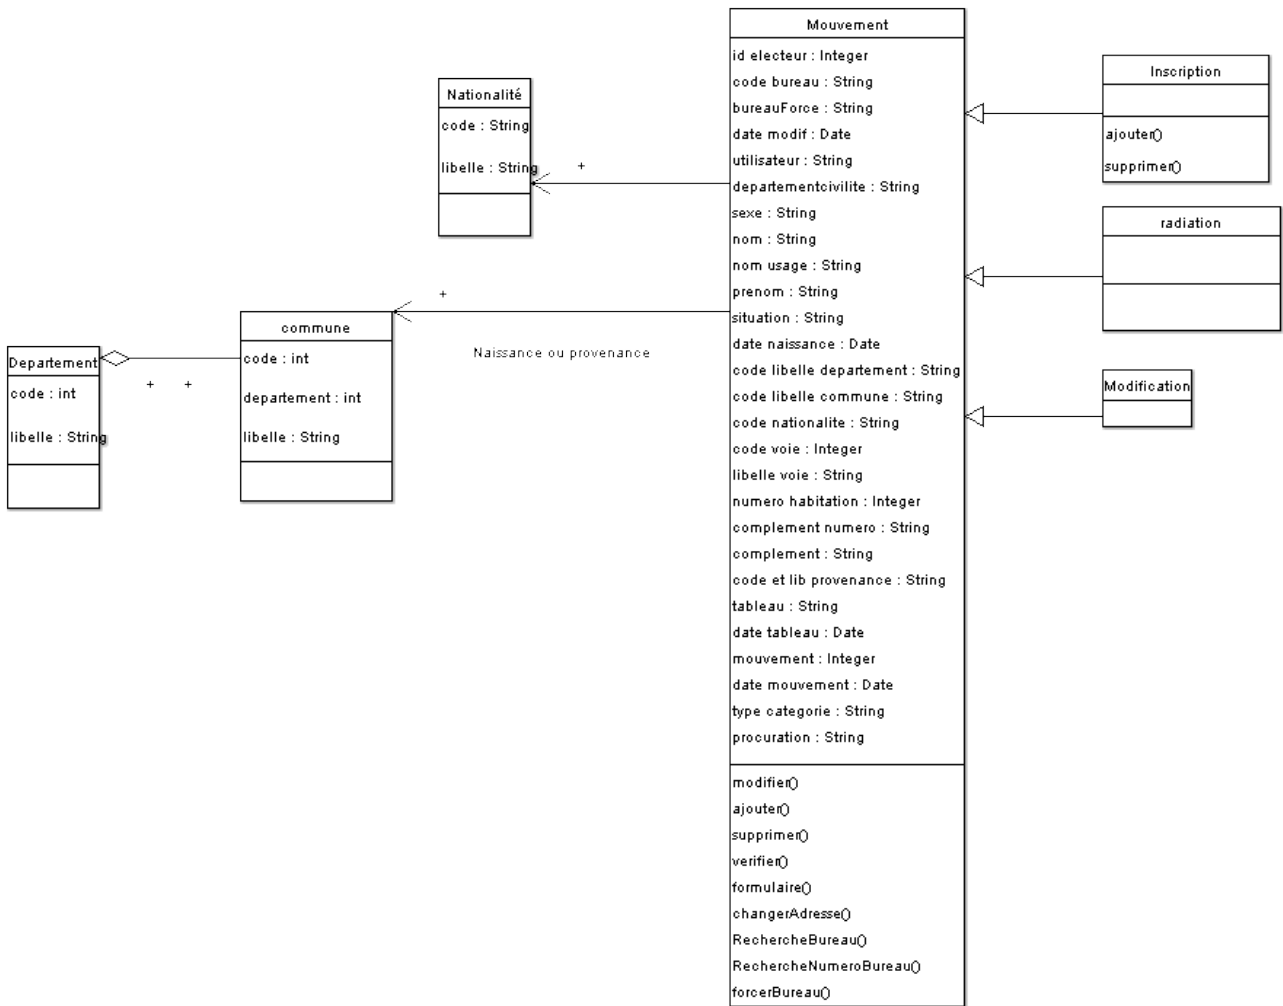 Mouvement
id electeur : Integer
code bureau : String
bureauForce : String
date modif : Date
utilisateur : String
departementcivilite : String
sexe : String
nom : String
nom usage : String
prenom : String
situation : String
date naissance : Date
code libelle departement : String
code libelle commune : String
code nationalite : String
code voie : Integer
libelle voie : String
numero habitation : Integer
complement numero : String
complement : String
code et lib provenance : String
tableau : String
date tableau : Date
mouvement : Integer
date mouvement : Date
type categorie : String
procuration : String
modifier()
ajouter()
supprimer()
verifier()
formulaire()
changerAdresse()
RechercheBureau()
RechercheNumeroBureau()
forcerBureau()
Nationalité
code : String
libelle : String
+
+
Naissance ou provenance
commune
code : int
departement : int
libelle : String
Departement
code : int
libelle : String
+ +
Inscription
ajouter()
supprimer()
radiation
Modification